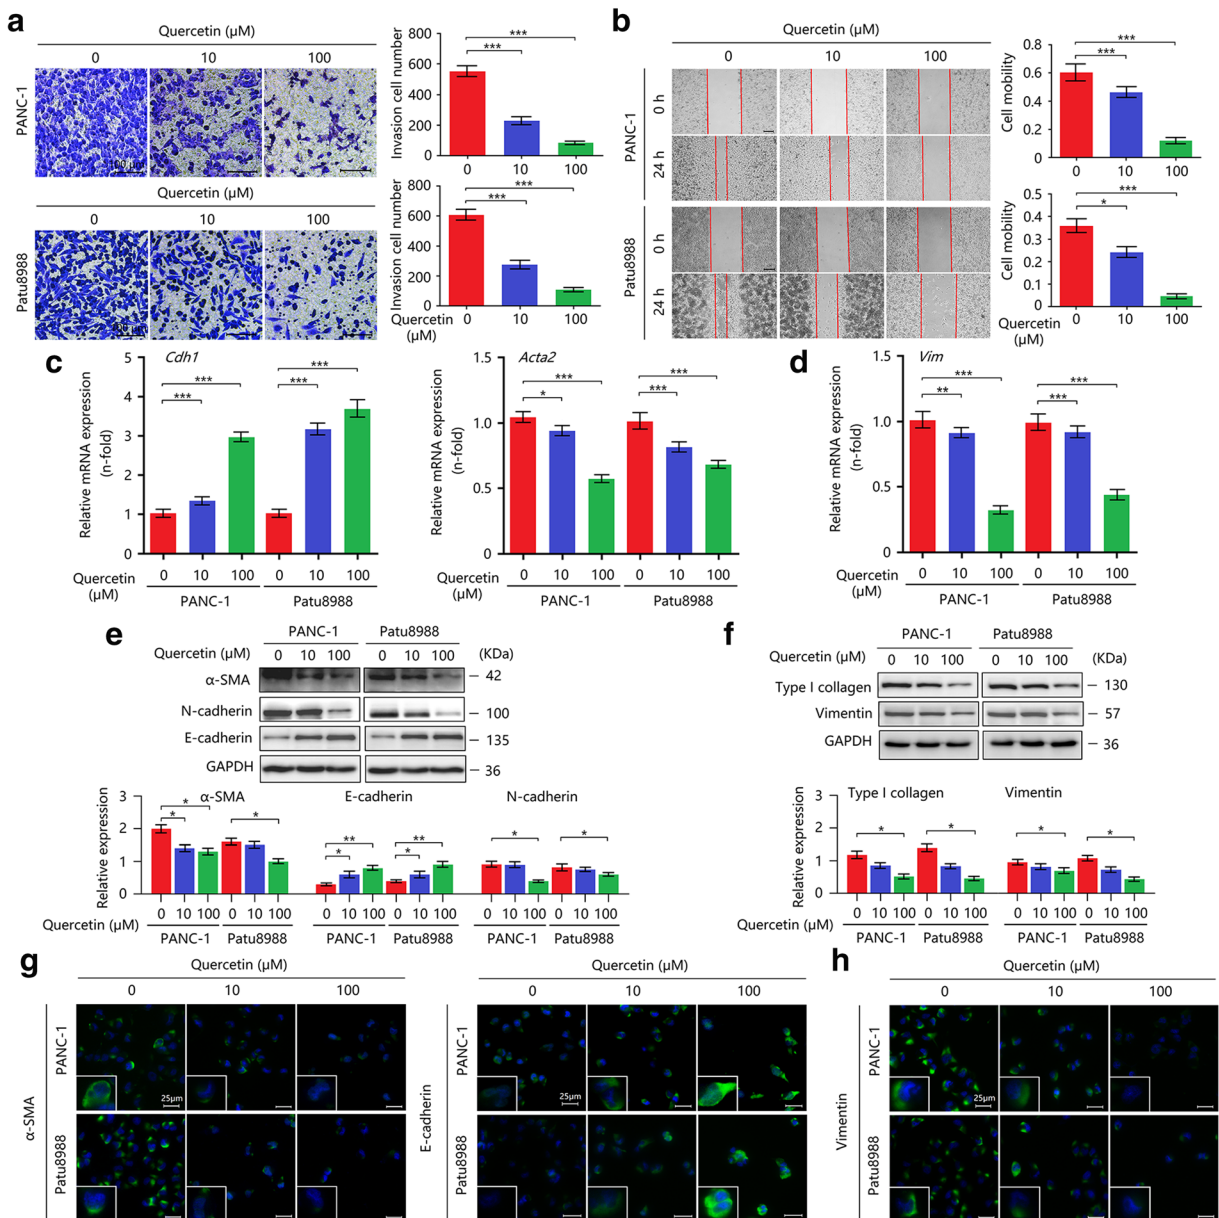 a
Quercetin (μM)
0 10 100
PANC-1
100 μm
Quercetin (μM)
0 10 100
Patu8988
100 μm
Invasion cell number
800
600
400
200
0
*** ***
0 10 100
Invasion cell number
800
600
400
200
0
*** ***
0 10 100
Quercetin
(μM)
b
Quercetin (μM)
0 10 100
PANC-1
0 h
24 h
Patu8988
0 h
24 h
Cell mobility
0.8
0.6
0.4
0.2
0
*** ***
0 10 100
Cell mobility
0.5
0.4
0.3
0.2
0.1
0
*** *
0 10 100
Quercetin
(μM)
c
Cdh1
Relative mRNA expression
(n-fold)
5
4
3
2
1
0
*** *** *** ***
Quercetin
(μM)
0 10 100 0 10 100
PANC-1 Patu8988
Acta2
Relative mRNA expression
(n-fold)
1.5
1.0
0.5
0
*** * *** ***
Quercetin
(μM)
0 10 100 0 10 100
PANC-1 Patu8988
d
Vim
Relative mRNA expression
(n-fold)
1.5
1.0
0.5
0
*** ** *** ***
Quercetin
(μM)
0 10 100 0 10 100
PANC-1 Patu8988
e
PANC-1 Patu8988
Quercetin (μM) 0 10 100 0 10 100 (KDa)
α-SMA 42
N-cadherin 100
E-cadherin 135
GAPDH 36
Relative expression
3
2
1
0
α-SMA E-cadherin N-cadherin
* * * ** * ** * * *
Quercetin (μM) 0 10 100 0 10 100 0 10 100 0 10 100 0 10 100 0 10 100
PANC-1 Patu8988 PANC-1 Patu8988 PANC-1 Patu8988
f
PANC-1 Patu8988
Quercetin (μM) 0 10 100 0 10 100 (KDa)
Type I collagen 130
Vimentin 57
GAPDH 36
Relative expression
3
2
1
0
Type I collagen Vimentin
* * * *
Quercetin (μM) 0 10 100 0 10 100 0 10 100 0 10 100
PANC-1 Patu8988 PANC-1 Patu8988
g
Quercetin (μM)
0 10 100
α-SMA
PANC-1
25μm
Patu8988
Quercetin (μM)
0 10 100
E-cadherin
PANC-1
25μm
Patu8988
h
Quercetin (μM)
0 10 100
Vimentin
PANC-1
25μm
Patu8988